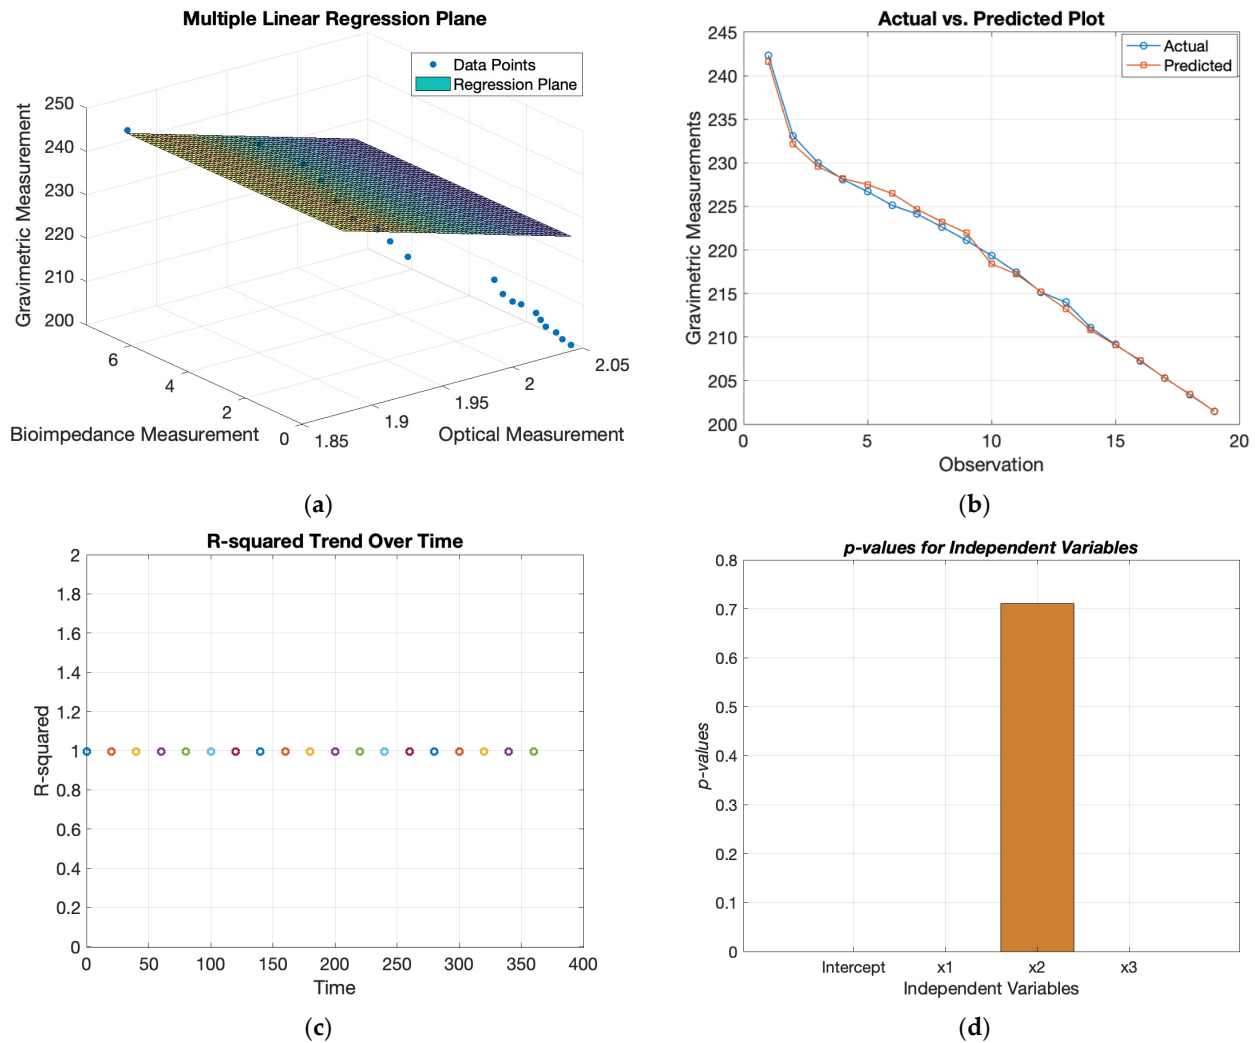 Multiple Linear Regression Plane
Data Points
Regression Plane
Gravimetric Measurement
250
240
230
220
210
200
6
4
2
0
Bioimpedance Measurement
1.85
1.9
1.95
2
2.05
Optical Measurement
(a)
Actual vs. Predicted Plot
Actual
Predicted
Gravimetric Measurements
245
240
235
230
225
220
215
210
205
200
0 5 10 15 20
Observation
(b)
R-squared Trend Over Time
R-squared
2
1.8
1.6
1.4
1.2
1
0.8
0.6
0.4
0.2
0
0 50 100 150 200 250 300 350 400
Time
(c)
p-values for Independent Variables
p-values
0.8
0.7
0.6
0.5
0.4
0.3
0.2
0.1
0
Intercept x1 x2 x3
Independent Variables
(d)